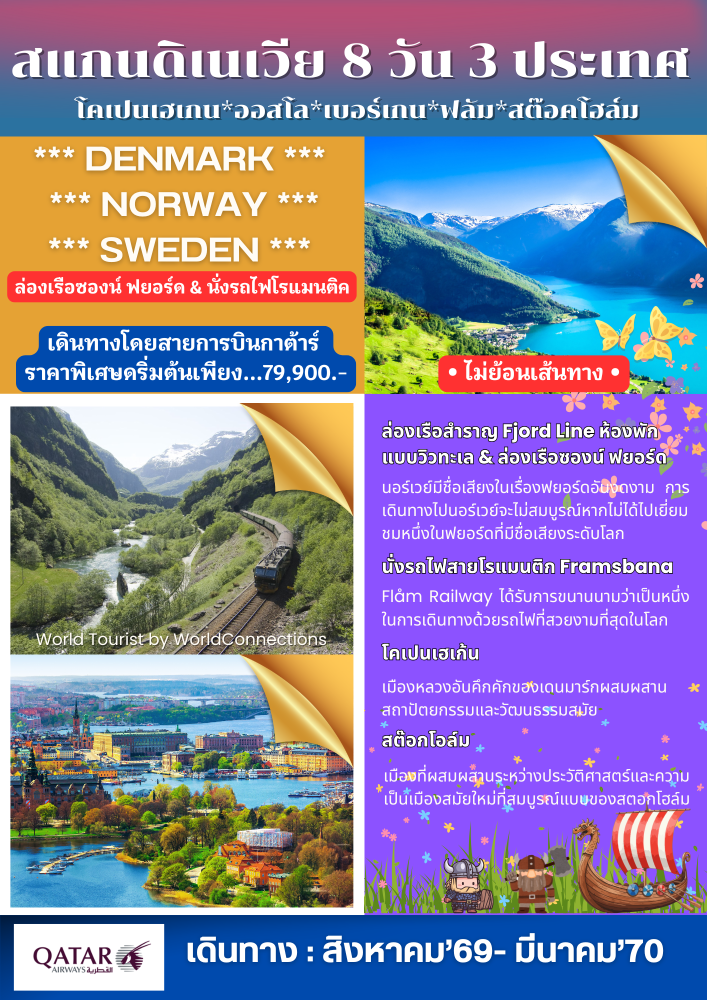 สแกนดิเนเวีย 8 วัน 3 ประเทศ
โคเปนเฮเกน*ออสโล*เบอร์เกน*ฟลัม*สต๊อคโฮล์ม
*** DENMARK ***
*** NORWAY ***
*** SWEDEN ***
ล่องเรือซองน์ ฟยอร์ด & นั่งรถไฟโรแมนติค
เดินทางโดยสายการบินกาต้าร์
ราคาพิเศษดริ่มต้นเพียง...79,900.-
• ไม่ย้อนเส้นทาง •
ล่องเรือสำราญ Fjord Line ห้องพัก
แบบวิวทะเล & ล่องเรือซองน์ ฟยอร์ด
นอร์เวย์มีชื่อเสียงในเรื่องฟยอร์ดอันงดงาม การ
เดินทางไปนอร์เวย์จะไม่สมบูรณ์หากไม่ได้ไปเยี่ยม
ชมหนึ่งในฟยอร์ดที่มีชื่อเสียงระดับโลก
นั่งรถไฟสายโรแมนติก Framsbana
Flåm Railway ได้รับการขนานนามว่าเป็นหนึ่ง
ในการเดินทางด้วยรถไฟที่สวยงามที่สุดในโลก
โคเปนเฮเก้น
เมืองหลวงอันคึกคักของเดนมาร์กผสมผสาน
สถาปัตยกรรมและวัฒนธรรมสมัย
สต๊อกโอล์ม
เมืองที่ผสมผสานระหว่างประวัติศาสตร์และความ
เป็นเมืองสมัยใหม่ที่สมบูรณ์แบบของสตอกโฮล์ม
World Tourist by WorldConnections
QATAR
AIRWAYS القطرية
เดินทาง : สิงหาคม’69- มีนาคม’70